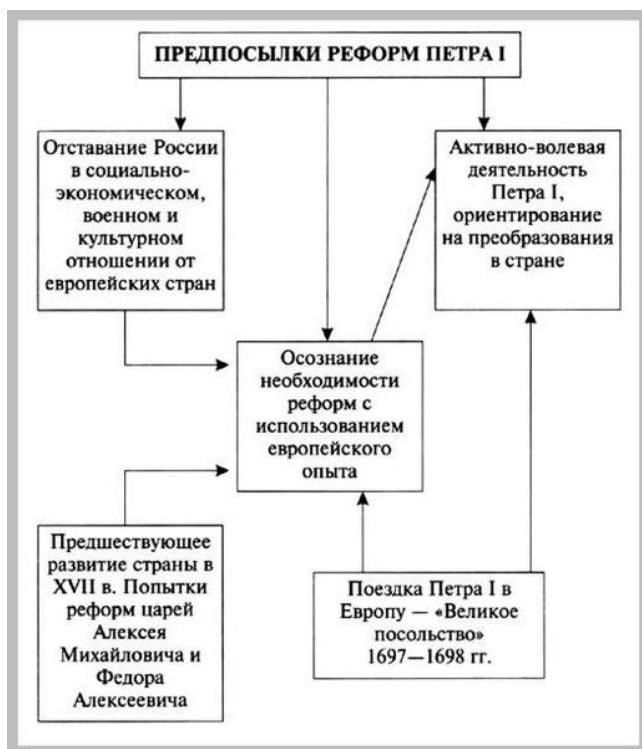 ПРЕДПОСЫЛКИ РЕФОРМ ПЕТРА I
Отставание России
в социально-
экономическом,
военном и
культурном
отношении от
европейских стран
Активно-волевая
деятельность
Петра I,
ориентирование
на преобразования
в стране
Осознание
необходимости
реформ с
использованием
европейского
опыта
Предшествующее
развитие страны в
XVII в. Попытки
реформ царей
Алексея
Михайловича и
Федора
Алексеевича
Поездка Петра I в
Европу — «Великое
посольство»
1697—1698 гг.